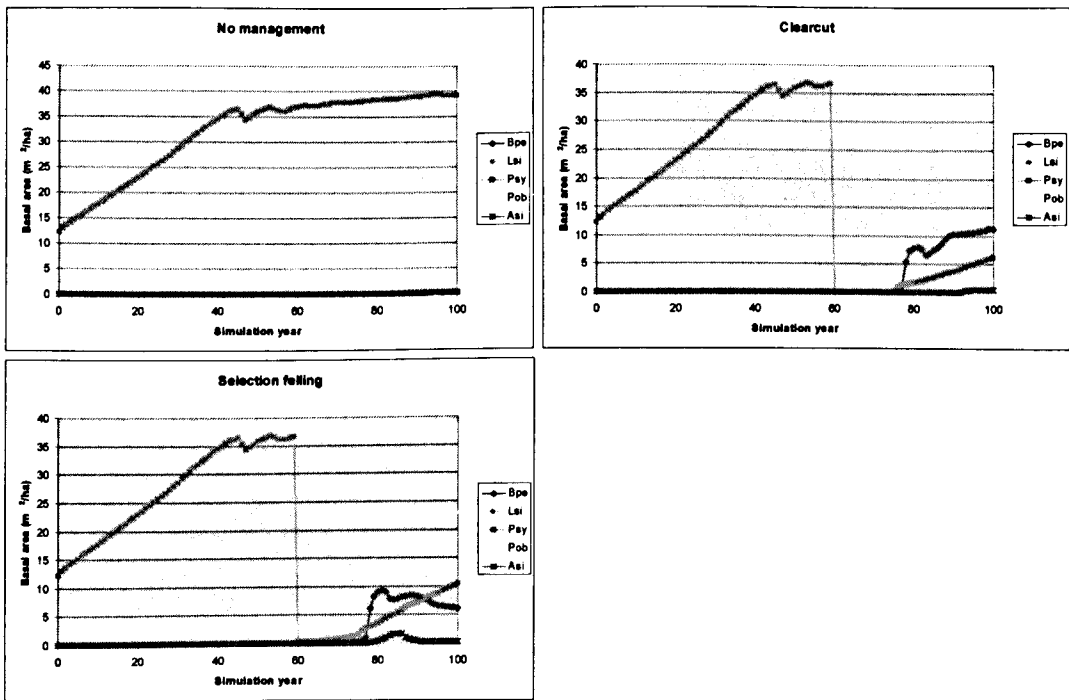 No management
45
40
35
30
25
20
15
10
5
0
Basal area (m ²/ha)
0 20 40 60 80 100
Simulation year
Bpe
Lsi
Psy
Pob
Asi
Clearcut
40
35
30
25
20
15
10
5
0
Basal area (m ²/ha)
0 20 40 60 80 100
Simulation year
Bpe
Lsi
Psy
Pob
Asi
Selection felling
40
35
30
25
20
15
10
5
0
Basal area (m ²/ha)
0 20 40 60 80 100
Simulation year
Bpe
Lsi
Psy
Pob
Asi